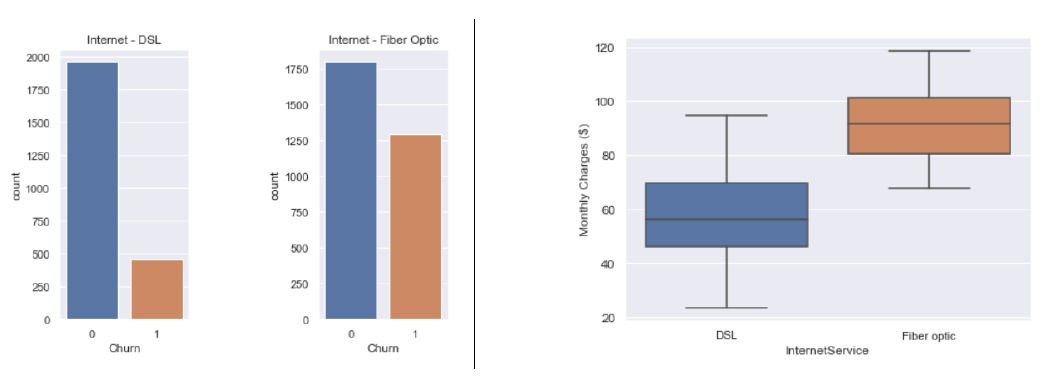 Internet - DSL
2000
1750
1500
1250
1000
750
500
250
0
count
0 1
Churn
Internet - Fiber Optic
1750
1500
1250
1000
750
500
250
0
count
0 1
Churn
120
100
80
60
40
20
Monthly Charges ($)
DSL Fiber optic
InternetService